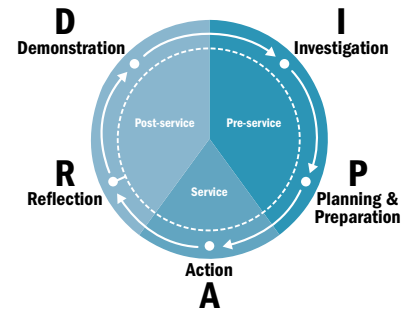 D
Demonstration
I
Investigation
Post-service
Pre-service
R
Reflection
Service
P
Planning &
Preparation
Action
A